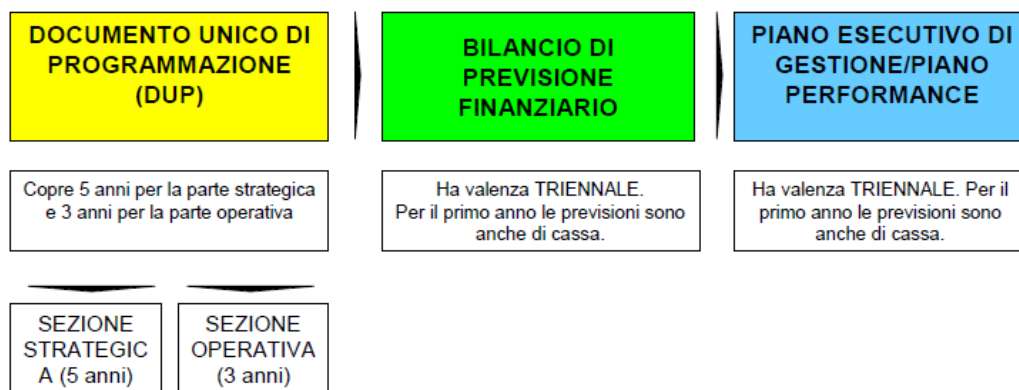 DOCUMENTO UNICO DI
PROGRAMMAZIONE
(DUP)
BILANCIO DI
PREVISIONE
FINANZIARIO
PIANO ESECUTIVO DI
GESTIONE/PIANO
PERFORMANCE
Copre 5 anni per la parte strategica
e 3 anni per la parte operativa
Ha valenza TRIENNALE.
Per il primo anno le previsioni sono
anche di cassa.
Ha valenza TRIENNALE. Per il
primo anno le previsioni sono
anche di cassa.
SEZIONE
STRATEGIC
A (5 anni)
SEZIONE
OPERATIVA
(3 anni)